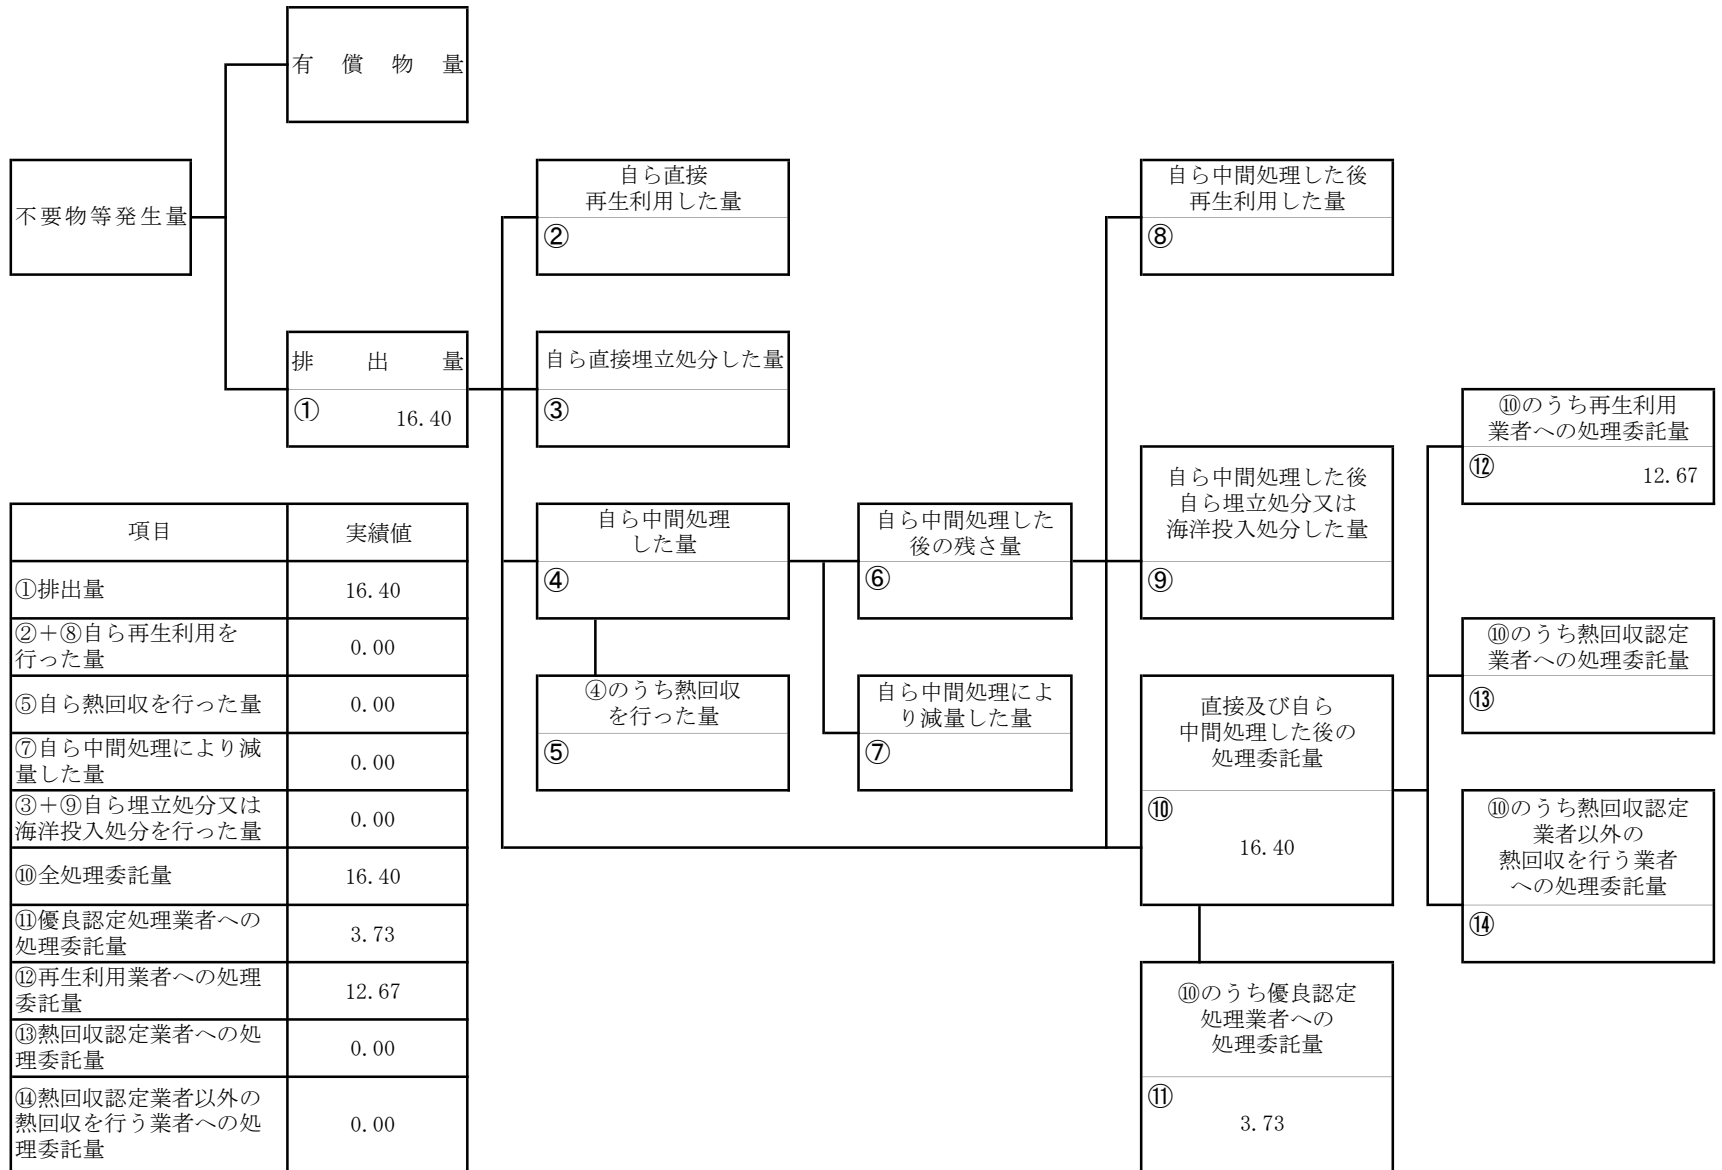 有償物量
不要物等発生量
排出量
①
16.40
自ら直接
再生利用した量
②
自ら直接埋立処分した量
③
自ら中間処理
した量
④
④のうち熱回収
を行った量
⑤
自ら中間処理した
後の残さ量
⑥
自ら中間処理によ
り減量した量
⑦
自ら中間処理した後
再生利用した量
⑧
自ら中間処理した後
自ら埋立処分又は
海洋投入処分した量
⑨
直接及び自ら
中間処理した後の
処理委託量
⑩
16.40
⑩のうち優良認定
処理業者への
処理委託量
⑪
3.73
⑩のうち再生利用
業者への処理委託量
⑫
12.67
⑩のうち熱回収認定
業者への処理委託量
⑬
⑩のうち熱回収認定
業者以外の
熱回収を行う業者
への処理委託量
⑭
項目 実績値
①排出量 16.40
②＋⑧自ら再生利用を
行った量 0.00
⑤自ら熱回収を行った量 0.00
⑦自ら中間処理により減
量した量 0.00
③＋⑨自ら埋立処分又は
海洋投入処分を行った量 0.00
⑩全処理委託量 16.40
⑪優良認定処理業者への
処理委託量 3.73
⑫再生利用業者への処理
委託量 12.67
⑬熱回収認定業者への処
理委託量 0.00
⑭熱回収認定業者以外の
熱回収を行う業者への処
理委託量 0.00